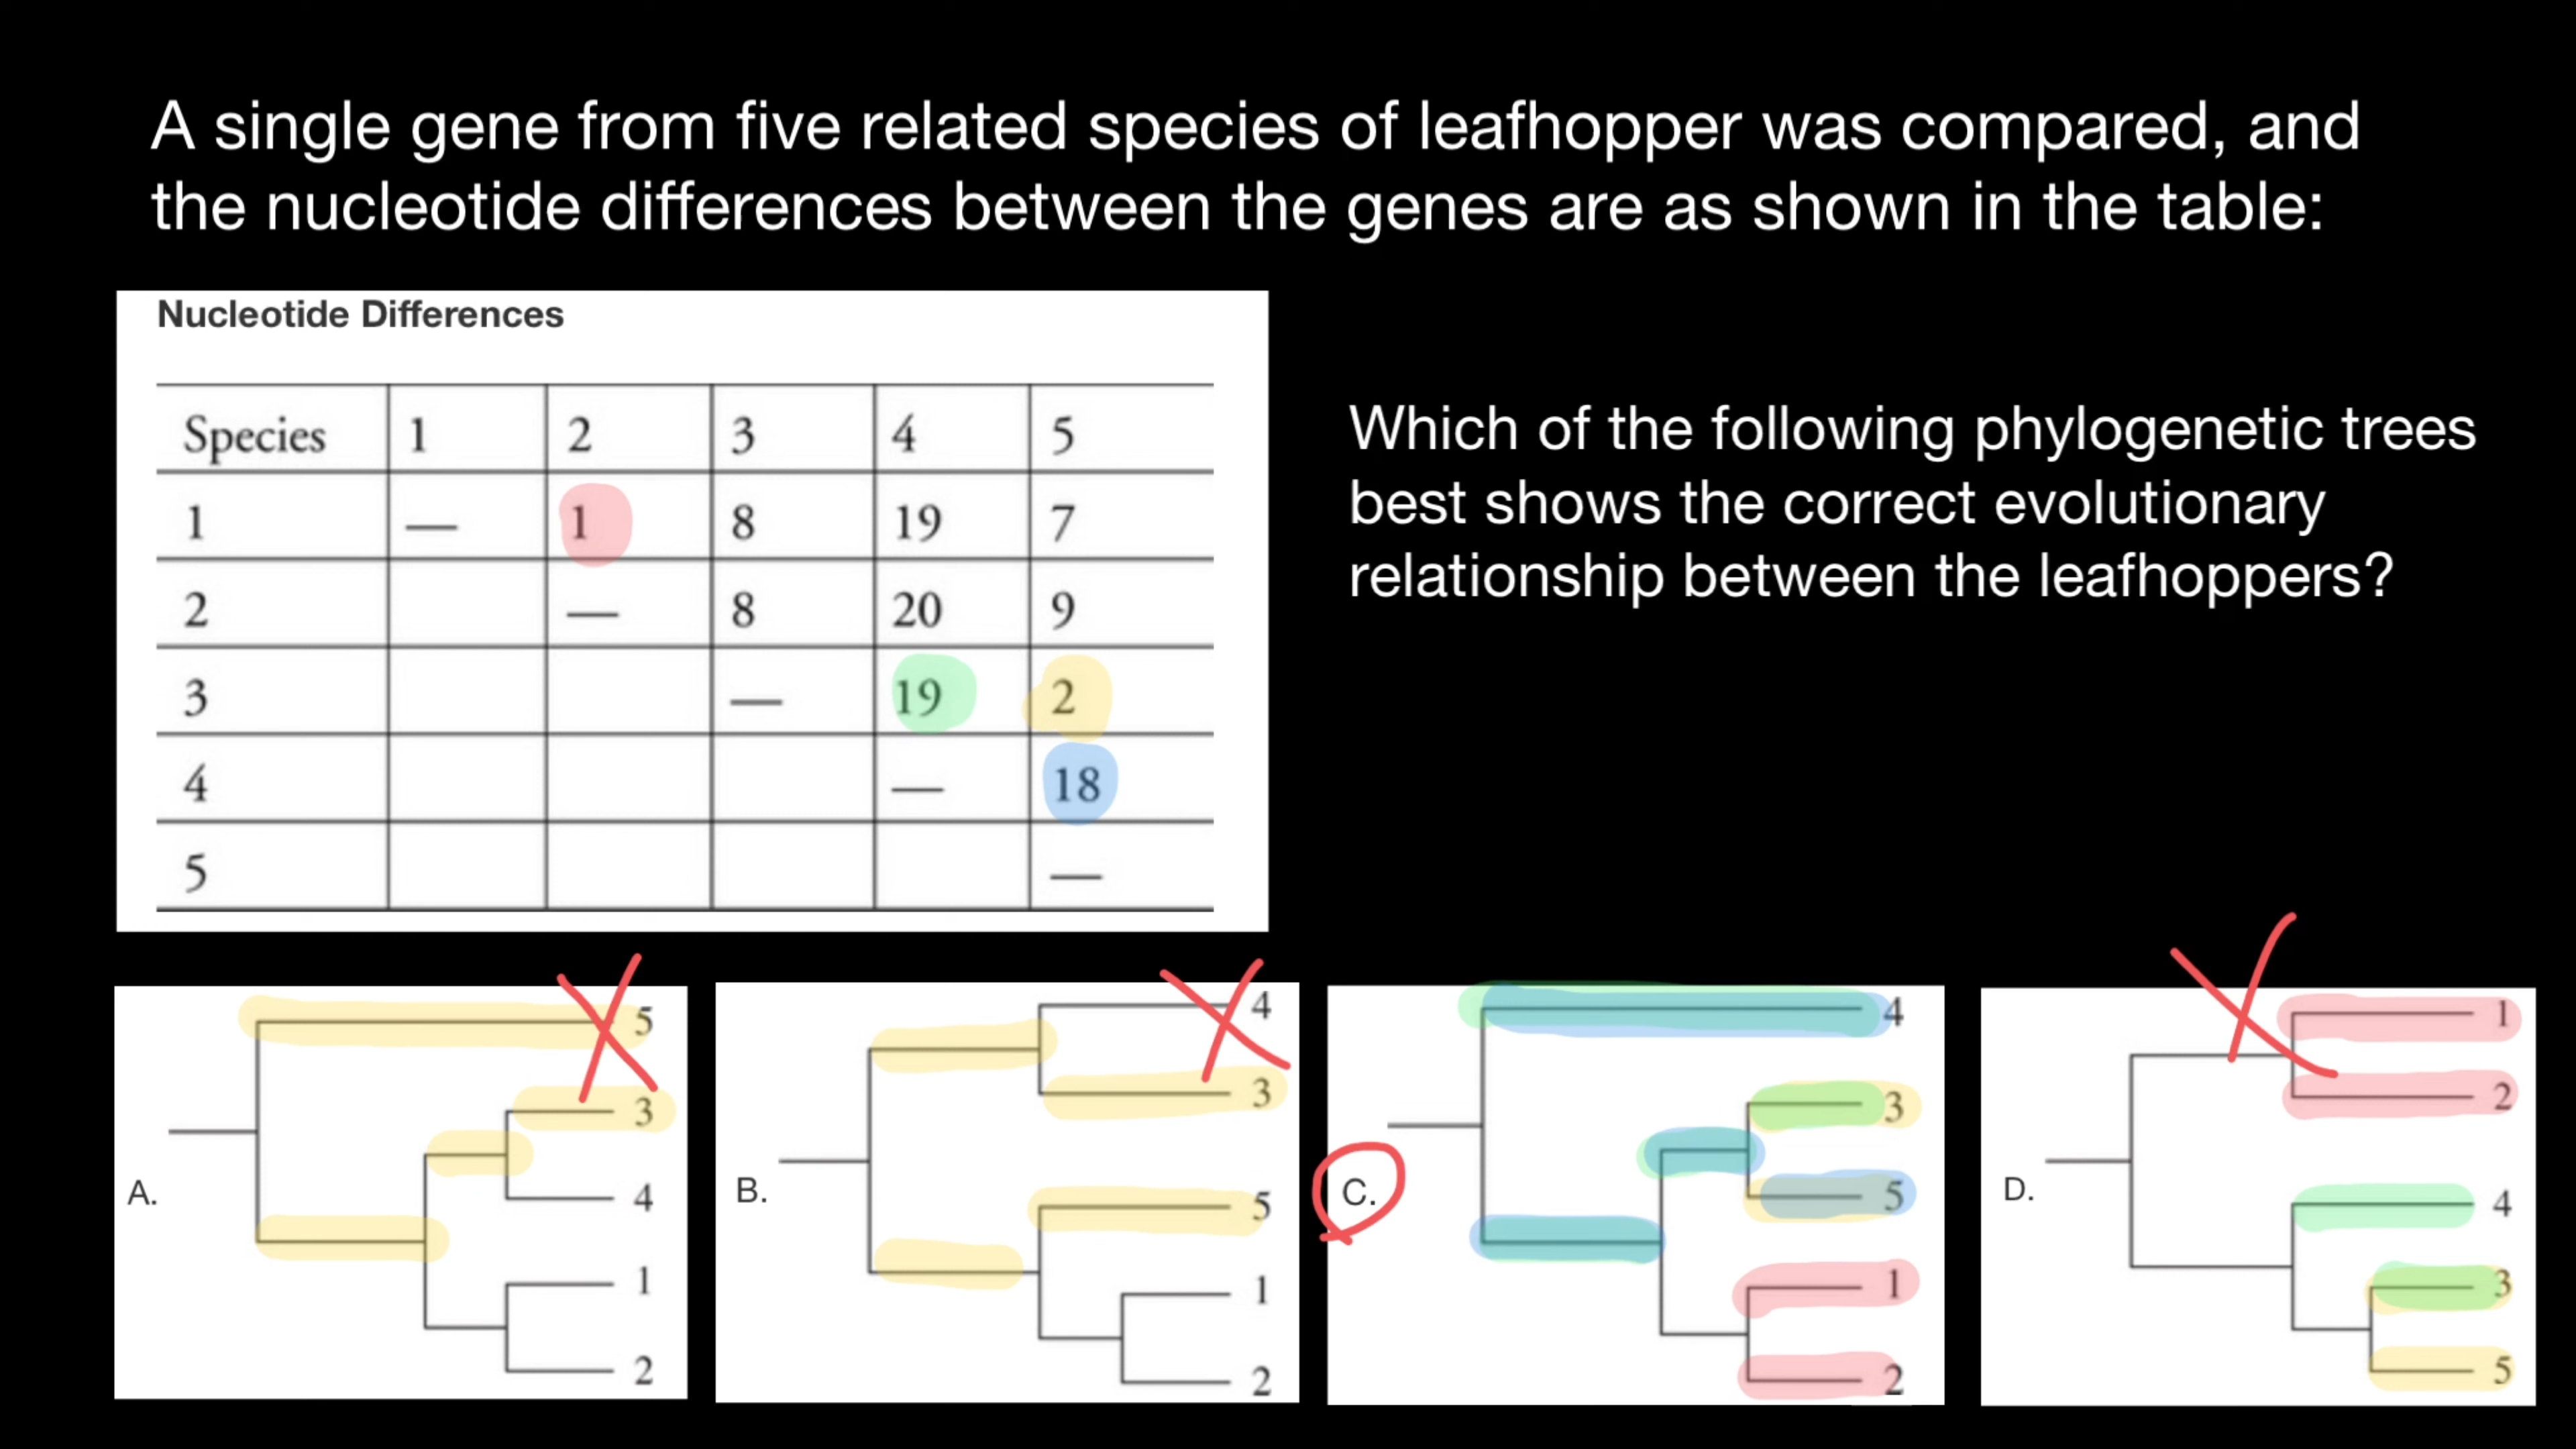 A single gene from five related species of leafhopper was compared, and
the nucleotide differences between the genes are as shown in the table:
Nucleotide Differences
Species 1 2 3 4 5
1 — 1 8 19 7
2 — 8 20 9
3 — 19 2
4 — 18
5 —
Which of the following phylogenetic trees
best shows the correct evolutionary
relationship between the leafhoppers?
A.
5
3
4
1
2
B.
4
3
5
1
2
C.
4
3
5
1
2
D.
1
2
4
3
5